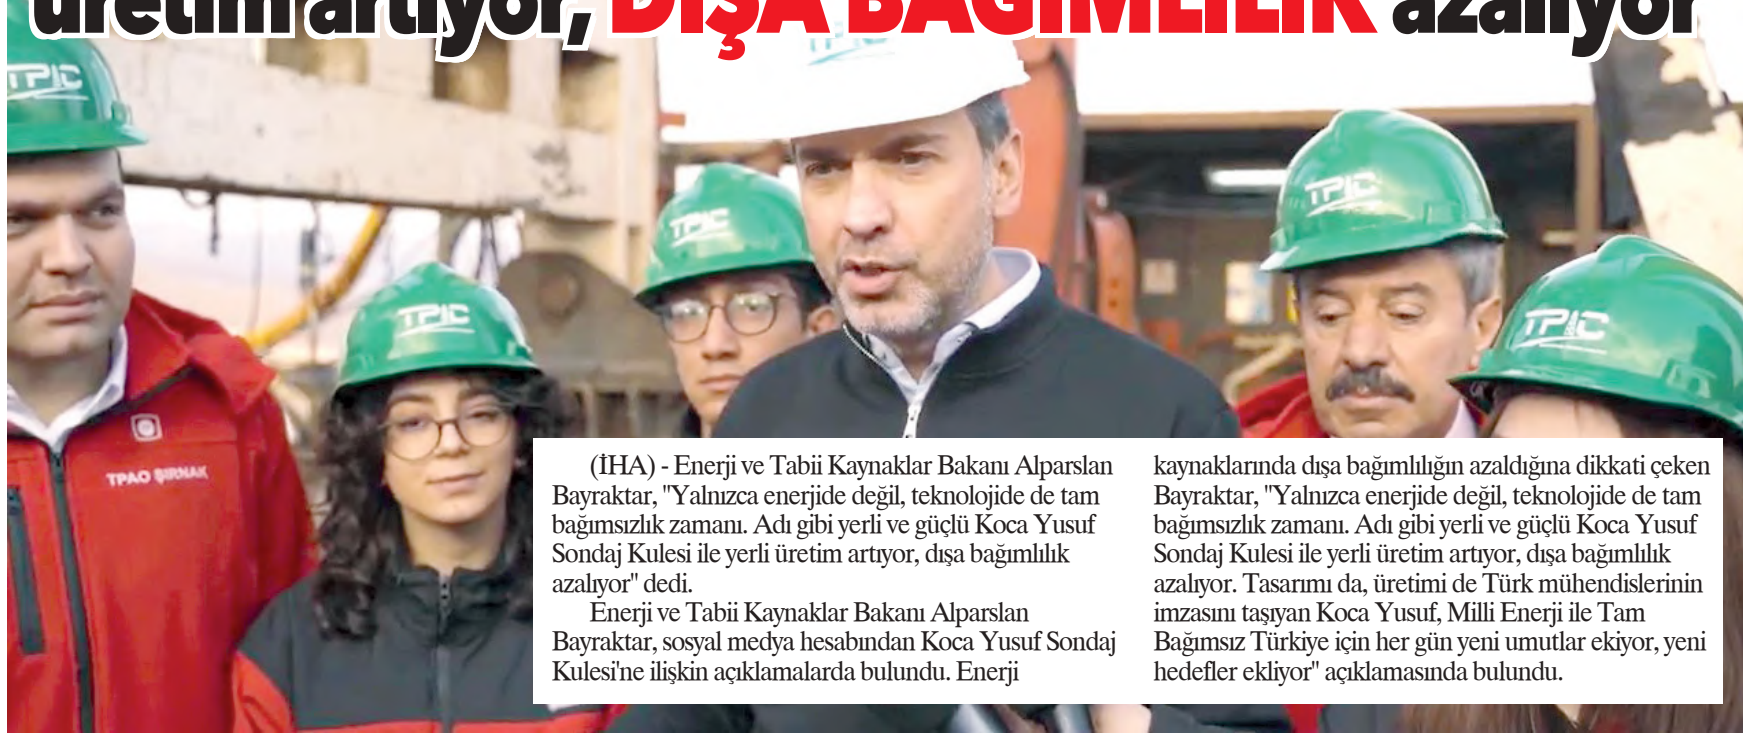 üretim artıyor, DIŞA BAĞIMLILIK azalıyor
TPIC
TPIC
TPIC
TPIC
TPIC
TPIC
TPAO ŞIRNAK
(İHA) - Enerji ve Tabii Kaynaklar Bakanı Alparslan
Bayraktar, "Yalnızca enerjide değil, teknolojide de tam
bağımsızlık zamanı. Adı gibi yerli ve güçlü Koca Yusuf
Sondaj Kulesi ile yerli üretim artıyor, dışa bağımlılık
azalıyor" dedi.
Enerji ve Tabii Kaynaklar Bakanı Alparslan
Bayraktar, sosyal medya hesabından Koca Yusuf Sondaj
Kulesi'ne ilişkin açıklamalarda bulundu. Enerji
kaynaklarında dışa bağımlılığın azaldığına dikkati çeken
Bayraktar, "Yalnızca enerjide değil, teknolojide de tam
bağımsızlık zamanı. Adı gibi yerli ve güçlü Koca Yusuf
Sondaj Kulesi ile yerli üretim artıyor, dışa bağımlılık
azalıyor. Tasarımı da, üretimi de Türk mühendislerinin
imzasını taşıyan Koca Yusuf, Milli Enerji ile Tam
Bağımsız Türkiye için her gün yeni umutlar ekiyor, yeni
hedefler ekliyor" açıklamasında bulundu.